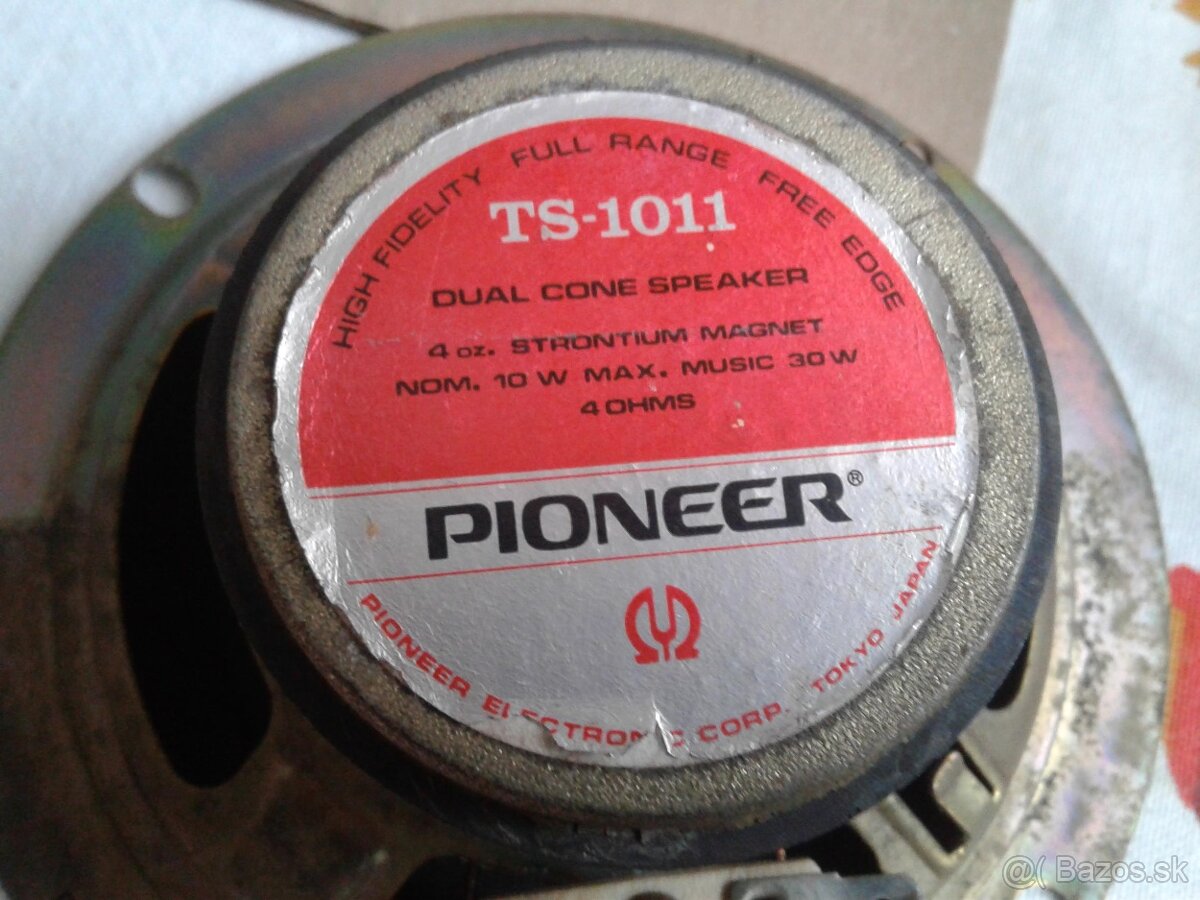 HIGH FIDELITY FULL RANGE FREE EDGE
TS-1011
DUAL CONE SPEAKER
4 oz. STRONTIUM MAGNET
NOM. 10 W MAX. MUSIC 30 W
4 OHMS
PIONEER®
PIONEER ELECTRONIC CORP. TOKYO JAPAN
@( Bazos.sk